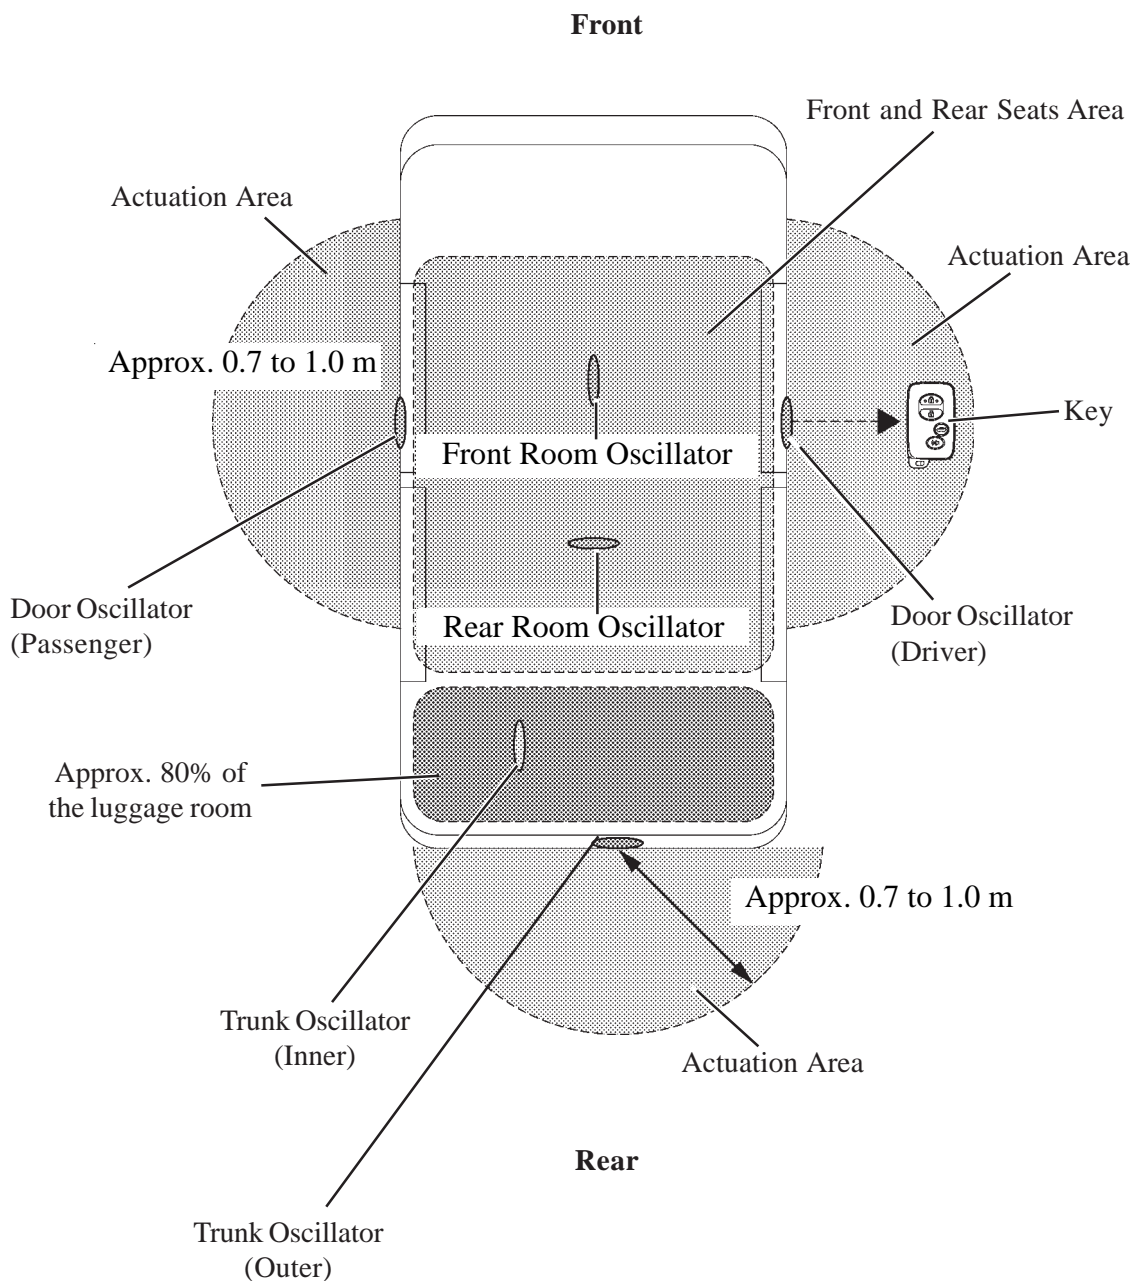 Front
Front and Rear Seats Area
Actuation Area
Actuation Area
Approx. 0.7 to 1.0 m
Key
Front Room Oscillator
Door Oscillator
(Passenger)
Door Oscillator
(Driver)
Rear Room Oscillator
Approx. 80% of
the luggage room
Approx. 0.7 to 1.0 m
Trunk Oscillator
(Inner)
Actuation Area
Rear
Trunk Oscillator
(Outer)